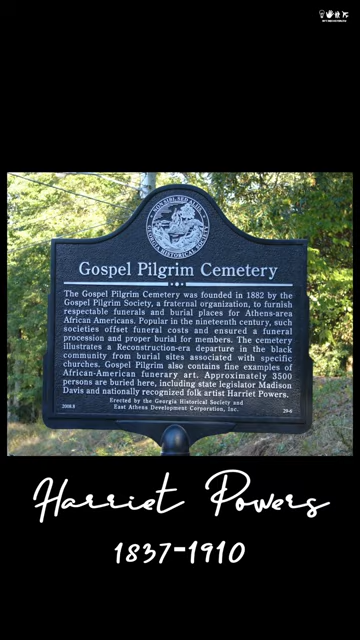 Gospel Pilgrim Cemetery
The Gospel Pilgrim Cemetery was founded in 1882 by the
Gospel Pilgrim Society, a fraternal organization, to furnish
respectable funerals and burial places for Athens-area
African Americans. Popular in the nineteenth century, such
societies offset funeral costs and ensured a funeral
procession and proper burial for members. The cemetery
illustrates a Reconstruction-era departure in the black
community from burial sites associated with specific
churches. Gospel Pilgrim also contains fine examples of
African-American funerary art. Approximately 3500
persons are buried here, including state legislator Madison
Davis and nationally recognized folk artist Harriet Powers.
Erected by the Georgia Historical Society and
East Athens Development Corporation, Inc.
2008.8
29-6
Harriet Powers
1837-1910